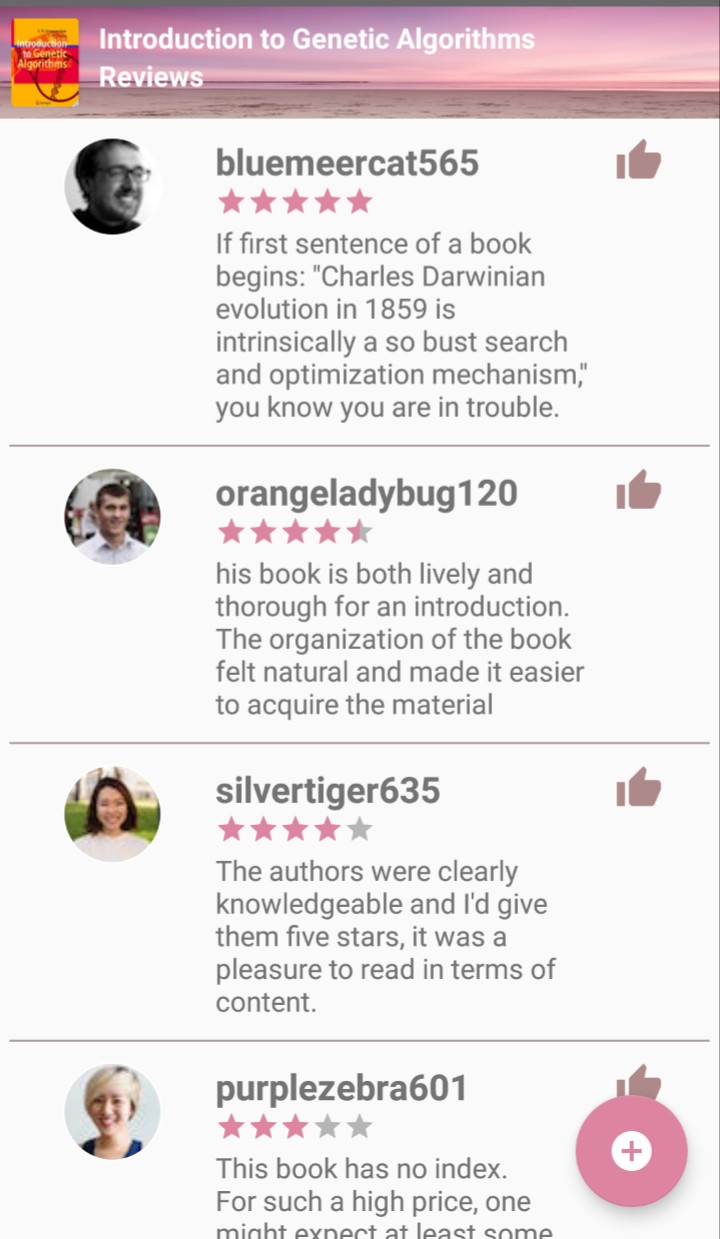 Introduction
to Genetic
Algorithms
Introduction to Genetic Algorithms
Reviews
bluemeercat565
If first sentence of a book
begins: "Charles Darwinian
evolution in 1859 is
intrinsically a so bust search
and optimization mechanism,"
you know you are in trouble.
orangeladybug120
his book is both lively and
thorough for an introduction.
The organization of the book
felt natural and made it easier
to acquire the material
silvertiger635
The authors were clearly
knowledgeable and I'd give
them five stars, it was a
pleasure to read in terms of
content.
purplezebra601
This book has no index.
For such a high price, one
might expect at least some